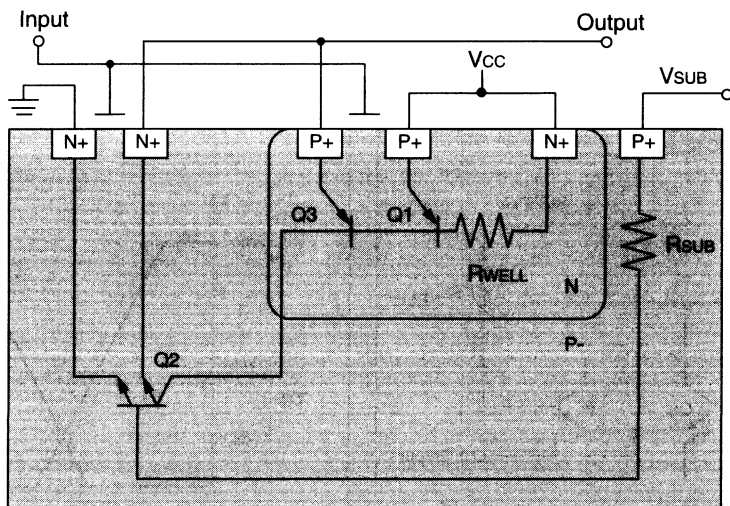 Input
Output
VCC
VSUB
N+
N+
P+
P+
N+
P+
Q3
Q1
RWELL
RSUB
N
P-
Q2